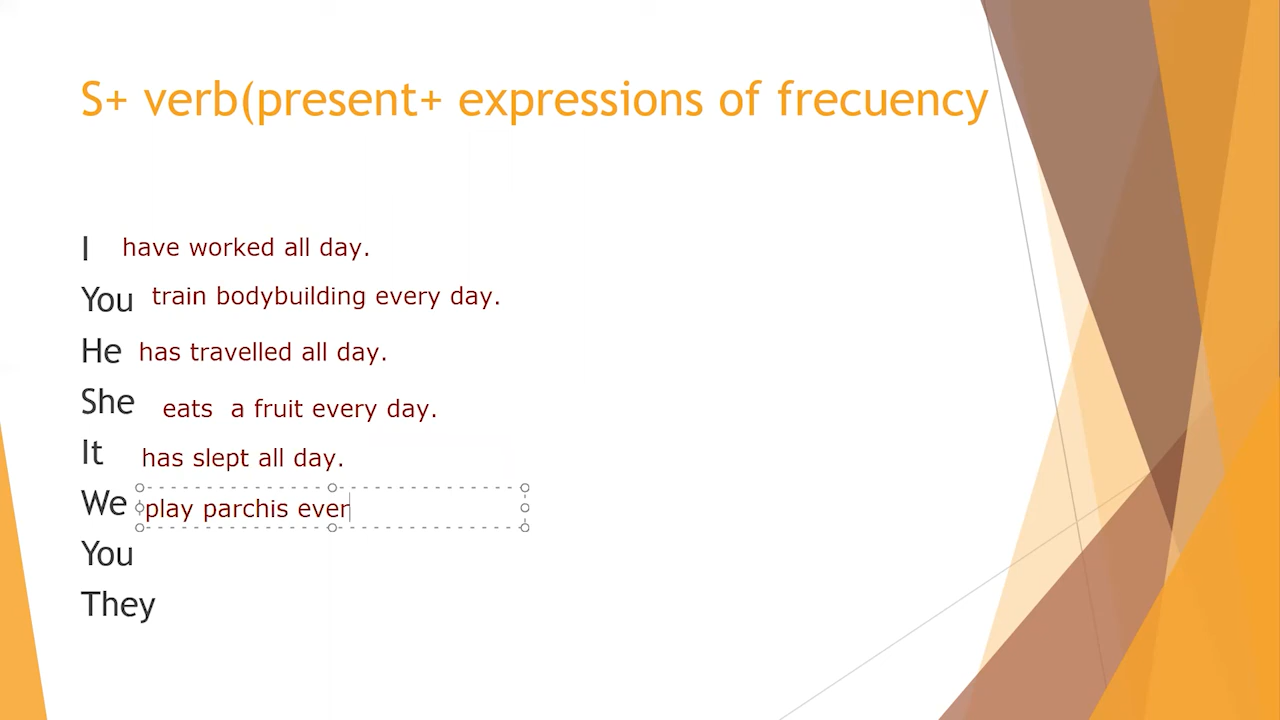 S+ verb(present+ expressions of frecuency
I have worked all day.
You train bodybuilding every day.
He has travelled all day.
She eats a fruit every day.
It has slept all day.
We play parchis ever
You
They